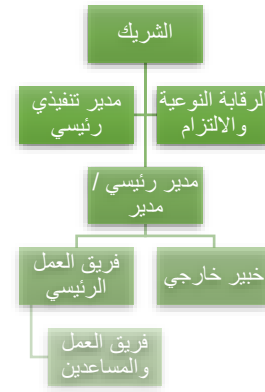 الشريك
الرقابة النوعية
والالتزام
مدير تنفيذي
رئيسي
مدير رئيسي /
مدير
خبير خارجي
فريق العمل
الرئيسي
فريق العمل
والمساعدين